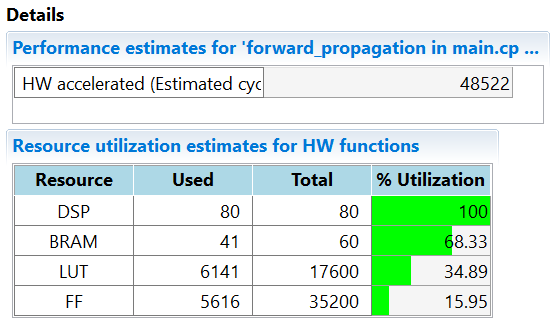 Details
Performance estimates for 'forward_propagation in main.cp ...
HW accelerated (Estimated cyc 48522
Resource utilization estimates for HW functions
Resource Used Total % Utilization
DSP 80 80 100
BRAM 41 60 68.33
LUT 6141 17600 34.89
FF 5616 35200 15.95